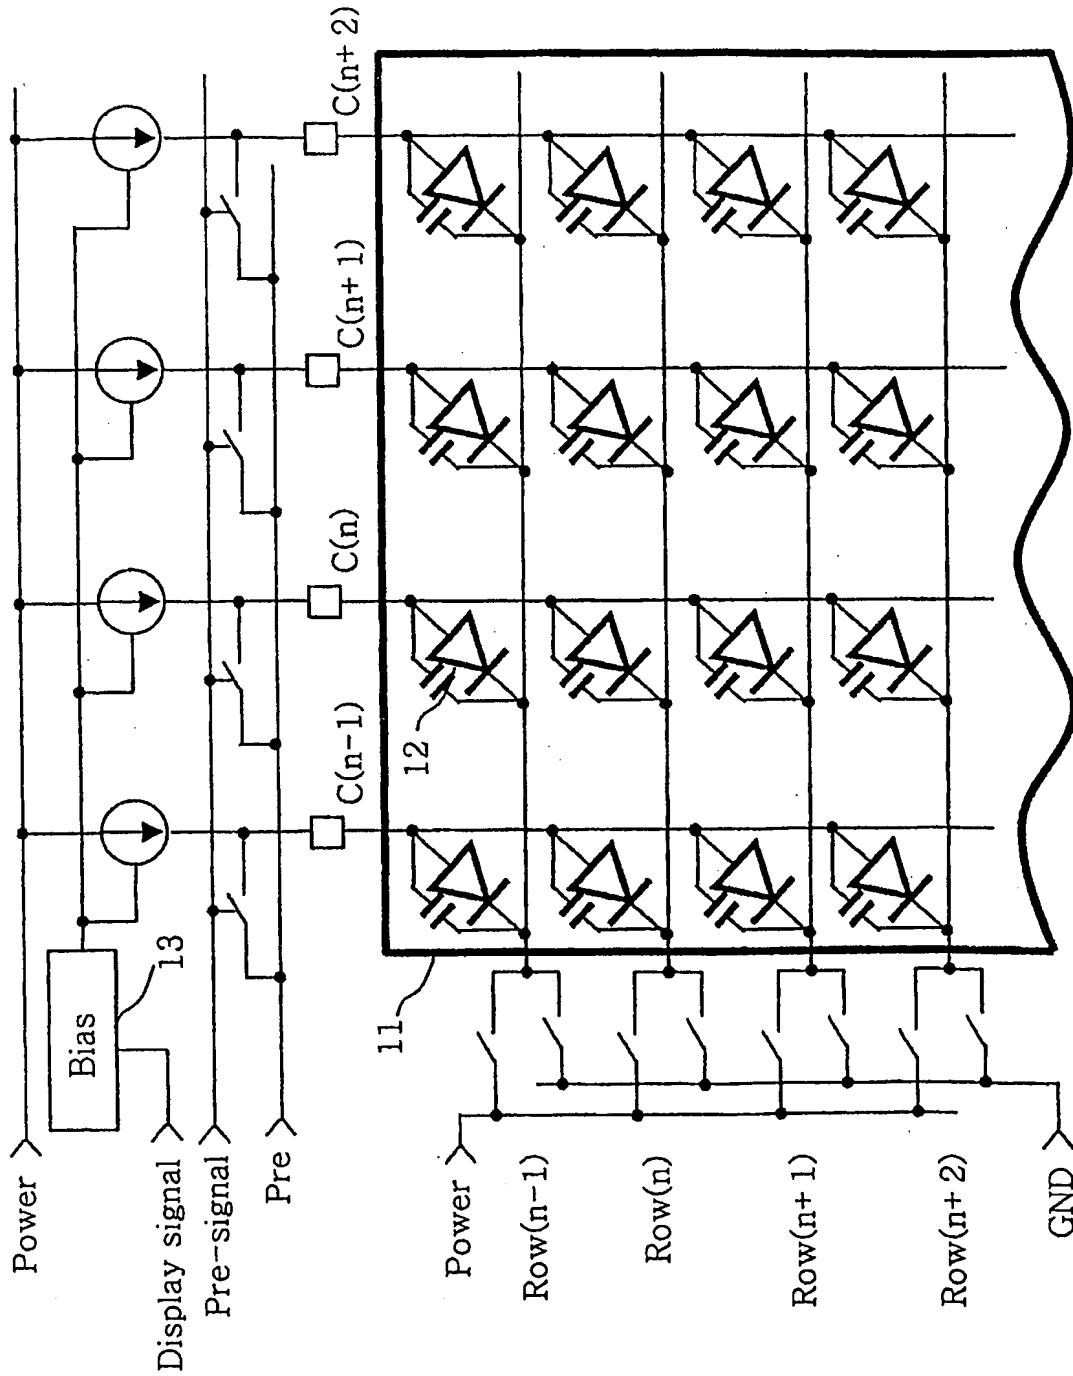 Power
Bias
13
Display signal
Pre-signal
Pre
C(n-1)
C(n)
C(n+1)
C(n+2)
11
12
Power
Row(n-1)
Row(n)
Row(n+1)
Row(n+2)
GND